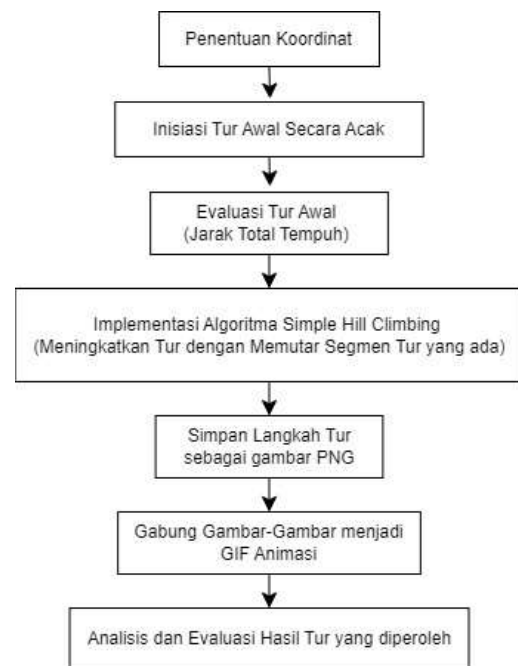 Penentuan Koordinat
Inisiasi Tur Awal Secara Acak
Evaluasi Tur Awal
(Jarak Total Tempuh)
Implementasi Algoritma Simple Hill Climbing
(Meningkatkan Tur dengan Memutar Segmen Tur yang ada)
Simpan Langkah Tur
sebagai gambar PNG
Gabung Gambar-Gambar menjadi
GIF Animasi
Analisis dan Evaluasi Hasil Tur yang diperoleh